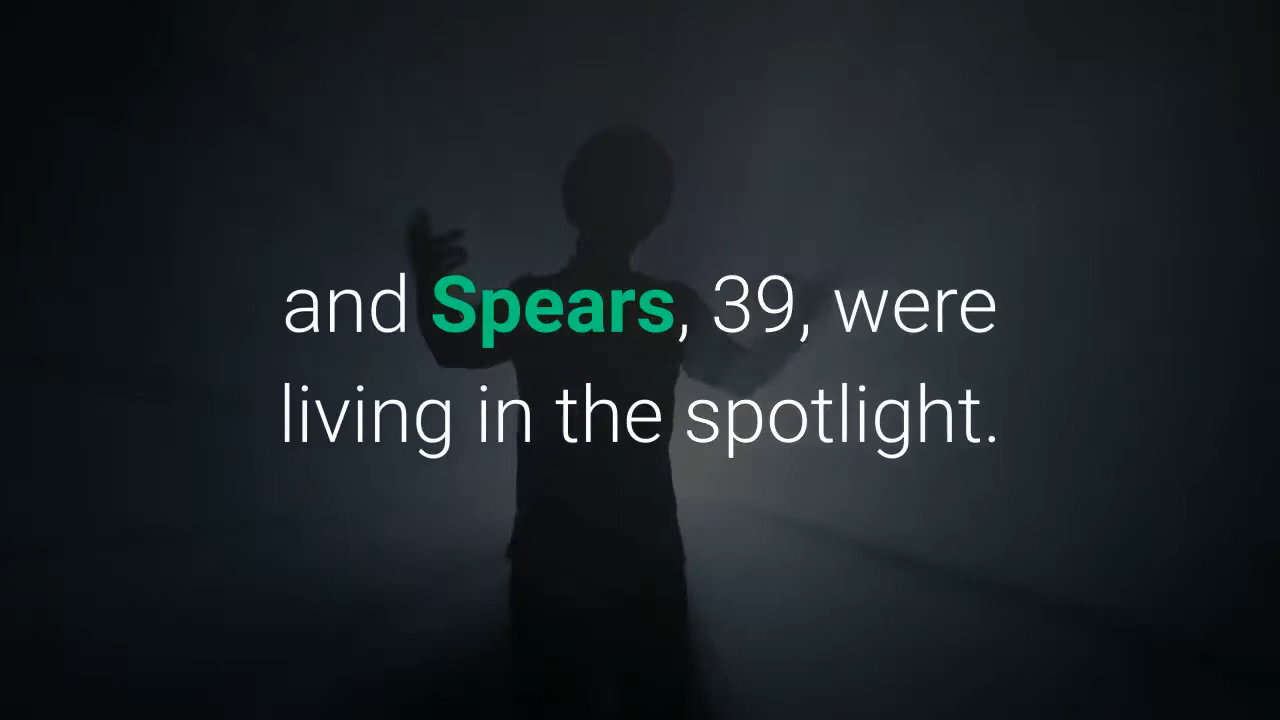 and Spears, 39, were
living in the spotlight.